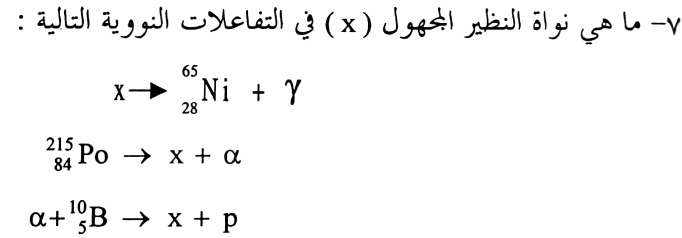 ٧- ما هي نواة النظير المجهول ( x ) في التفاعلات النووية التالية :
x → ⁶⁵₂₈Ni + γ
²¹⁵₈₄Po → x + α
α + ¹⁰₅B → x + p